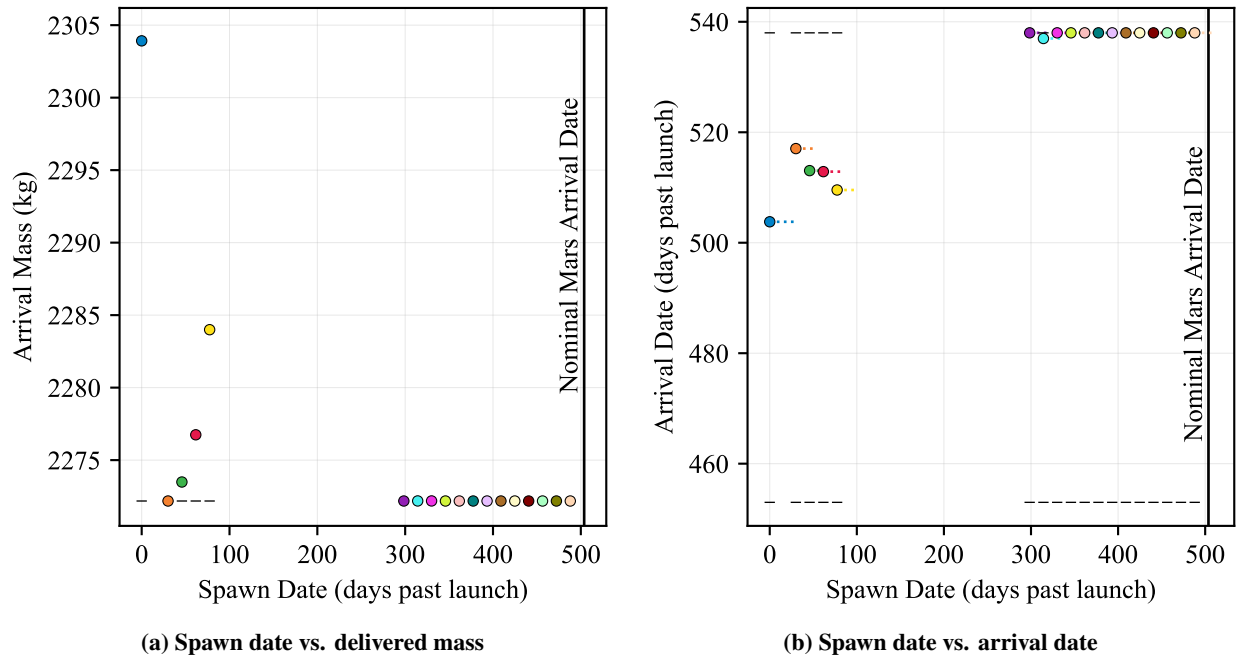 2305
2300
2295
2290
2285
2280
2275
Arrival Mass (kg)
Nominal Mars Arrival Date
0 100 200 300 400 500
Spawn Date (days past launch)
(a) Spawn date vs. delivered mass
540
520
500
480
460
Arrival Date (days past launch)
Nominal Mars Arrival Date
0 100 200 300 400 500
Spawn Date (days past launch)
(b) Spawn date vs. arrival date